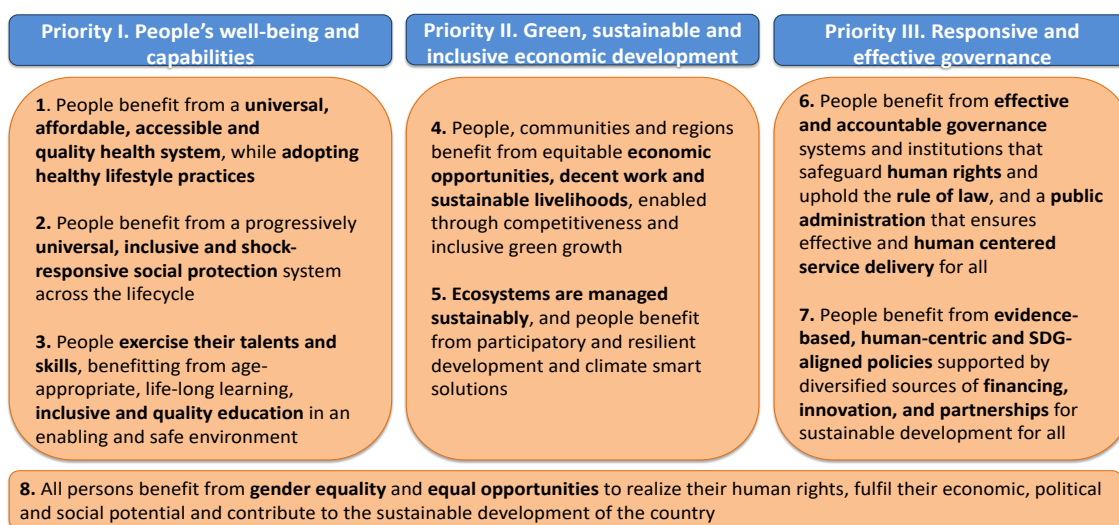 Priority I. People's well-being and
capabilities
1. People benefit from a universal,
affordable, accessible and
quality health system, while adopting
healthy lifestyle practices
2. People benefit from a progressively
universal, inclusive and shock-
responsive social protection system
across the lifecycle
3. People exercise their talents and
skills, benefitting from age-
appropriate, life-long learning,
inclusive and quality education in an
enabling and safe environment
Priority II. Green, sustainable and
inclusive economic development
4. People, communities and regions
benefit from equitable economic
opportunities, decent work and
sustainable livelihoods, enabled
through competitiveness and
inclusive green growth
5. Ecosystems are managed
sustainably, and people benefit
from participatory and resilient
development and climate smart
solutions
Priority III. Responsive and
effective governance
6. People benefit from effective
and accountable governance
systems and institutions that
safeguard human rights and
uphold the rule of law, and a public
administration that ensures
effective and human centered
service delivery for all
7. People benefit from evidence-
based, human-centric and SDG-
aligned policies supported by
diversified sources of financing,
innovation, and partnerships for
sustainable development for all
8. All persons benefit from gender equality and equal opportunities to realize their human rights, fulfil their economic, political
and social potential and contribute to the sustainable development of the country